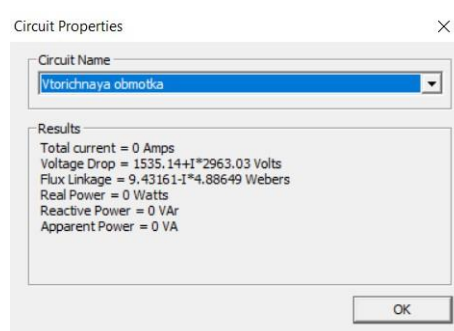 Circuit Properties
Circuit Name
Vtorichnaya obmotka
Results
Total current = 0 Amps
Voltage Drop = 1535.14+I*2963.03 Volts
Flux Linkage = 9.43161-I*4.88649 Webers
Real Power = 0 Watts
Reactive Power = 0 VAr
Apparent Power = 0 VA
OK